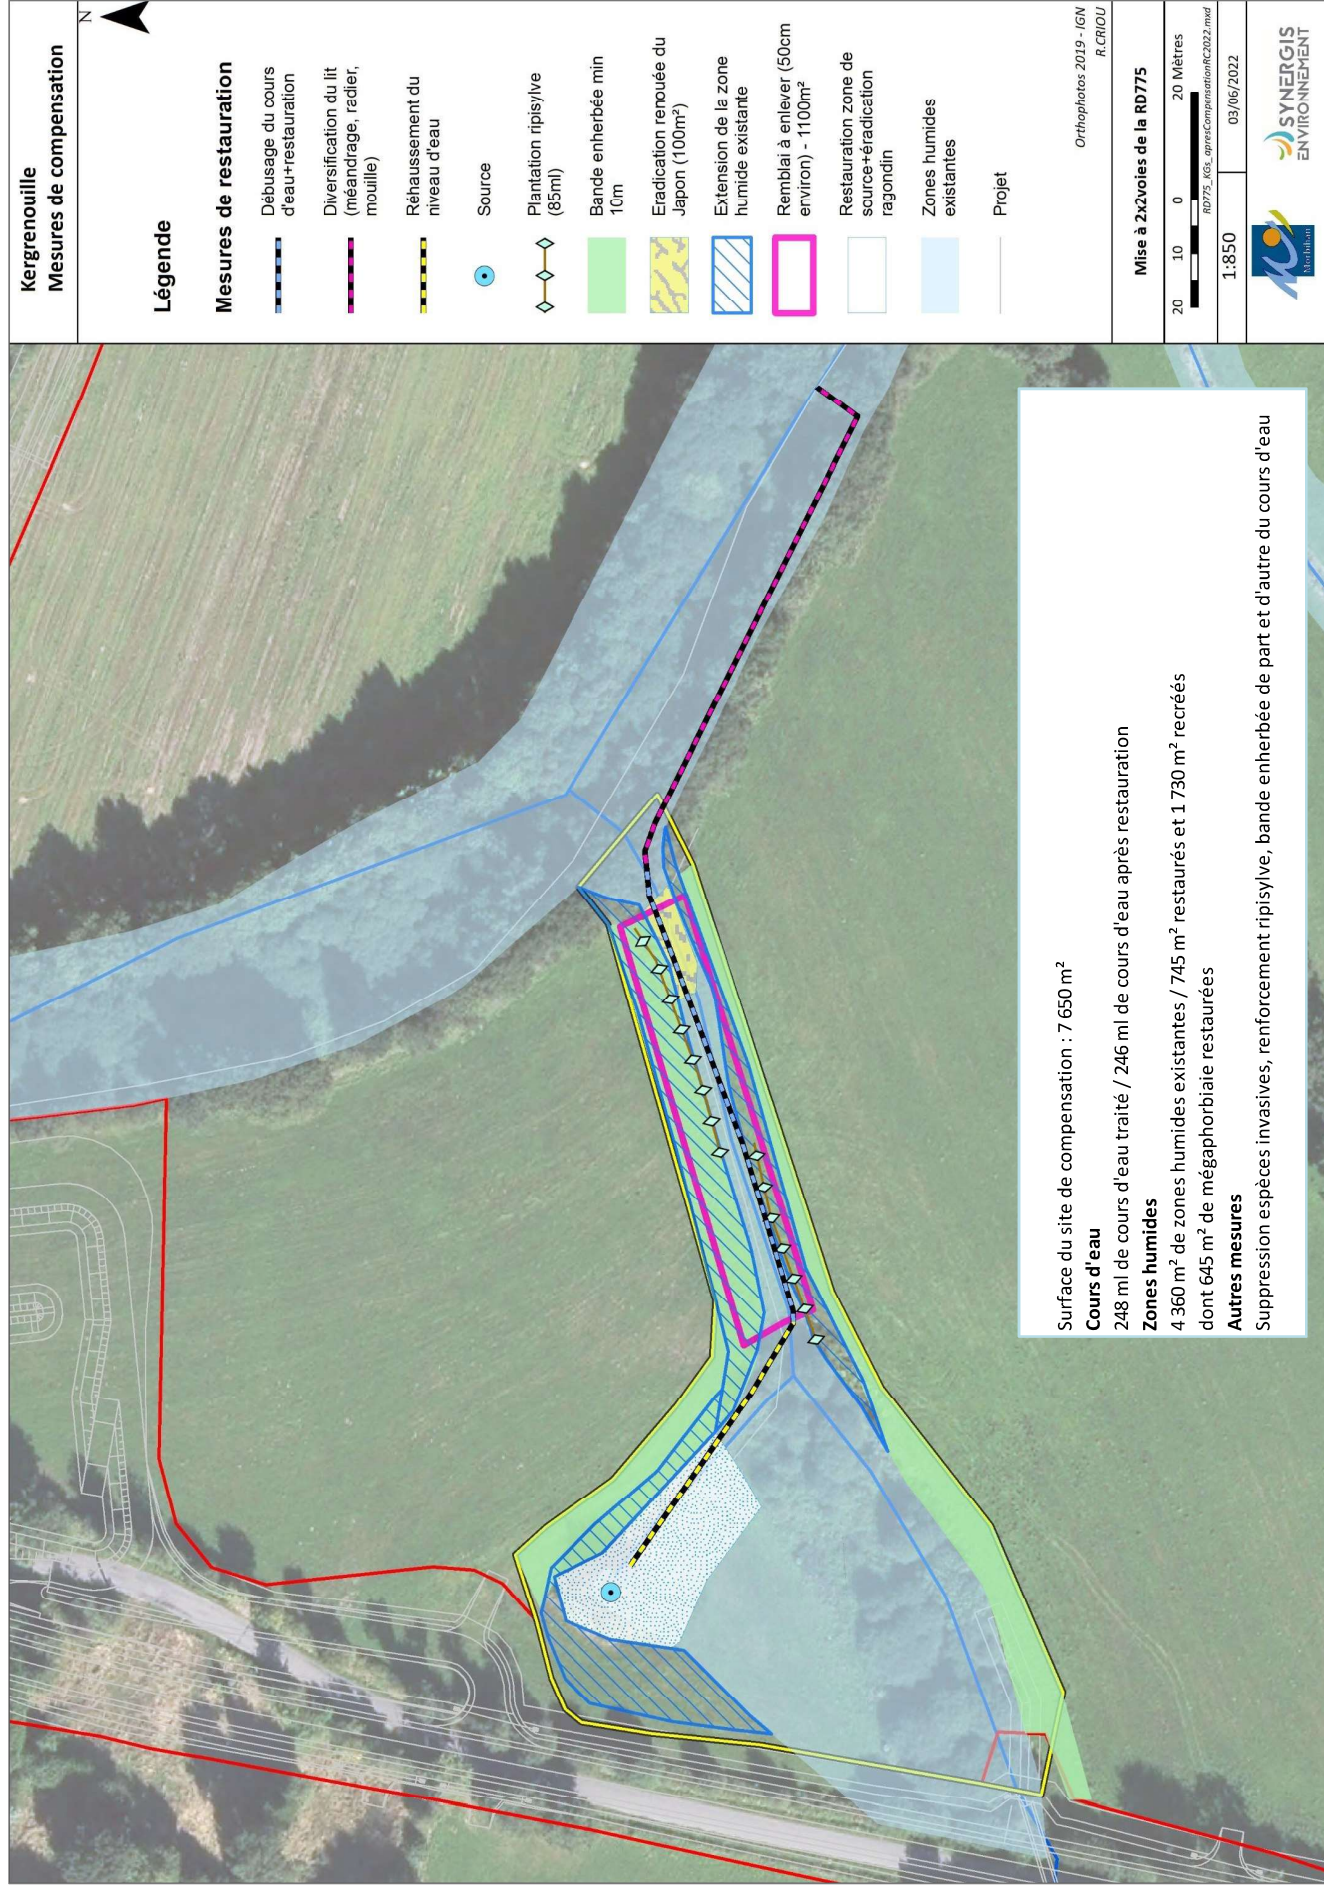 Kergrenouille
Mesures de compensation
N
Légende
Mesures de restauration
Débusage du cours
d'eau+restauration
Diversification du lit
(méandrage, radier,
mouille)
Réhaussement du
niveau d'eau
Source
Plantation ripisylve
(85ml)
Bande enherbée min
10m
Eradication renouée du
Japon (100m²)
Extension de la zone
humide existante
Remblai à enlever (50cm
environ) - 1100m²
Restauration zone de
source+éradication
ragondin
Zones humides
existantes
Projet
Orthophotos 2019 - IGN
R.CRIOU
Mise à 2x2voies de la RD775
20 10 0 20 Mètres
RD775_KGs_apresCompensationRC2022.mxd
1:850
03/06/2022
Morbihan
SYNERGIS
ENVIRONNEMENT
Surface du site de compensation : 7 650 m²
Cours d'eau
248 ml de cours d'eau traité / 246 ml de cours d'eau après restauration
Zones humides
4 360 m² de zones humides existantes / 745 m² restaurés et 1 730 m² recréés
dont 645 m² de mégaphorbiaie restaurées
Autres mesures
Suppression espèces invasives, renforcement ripisylve, bande enherbée de part et d'autre du cours d'eau